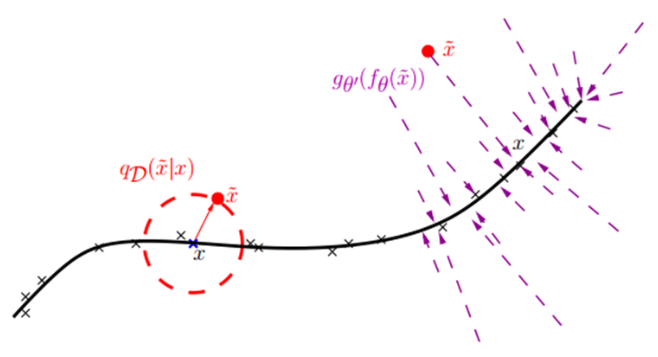 x̃
g_θ'(f_θ(x̃))
x
q_𝒟(x̃|x)
x̃
x